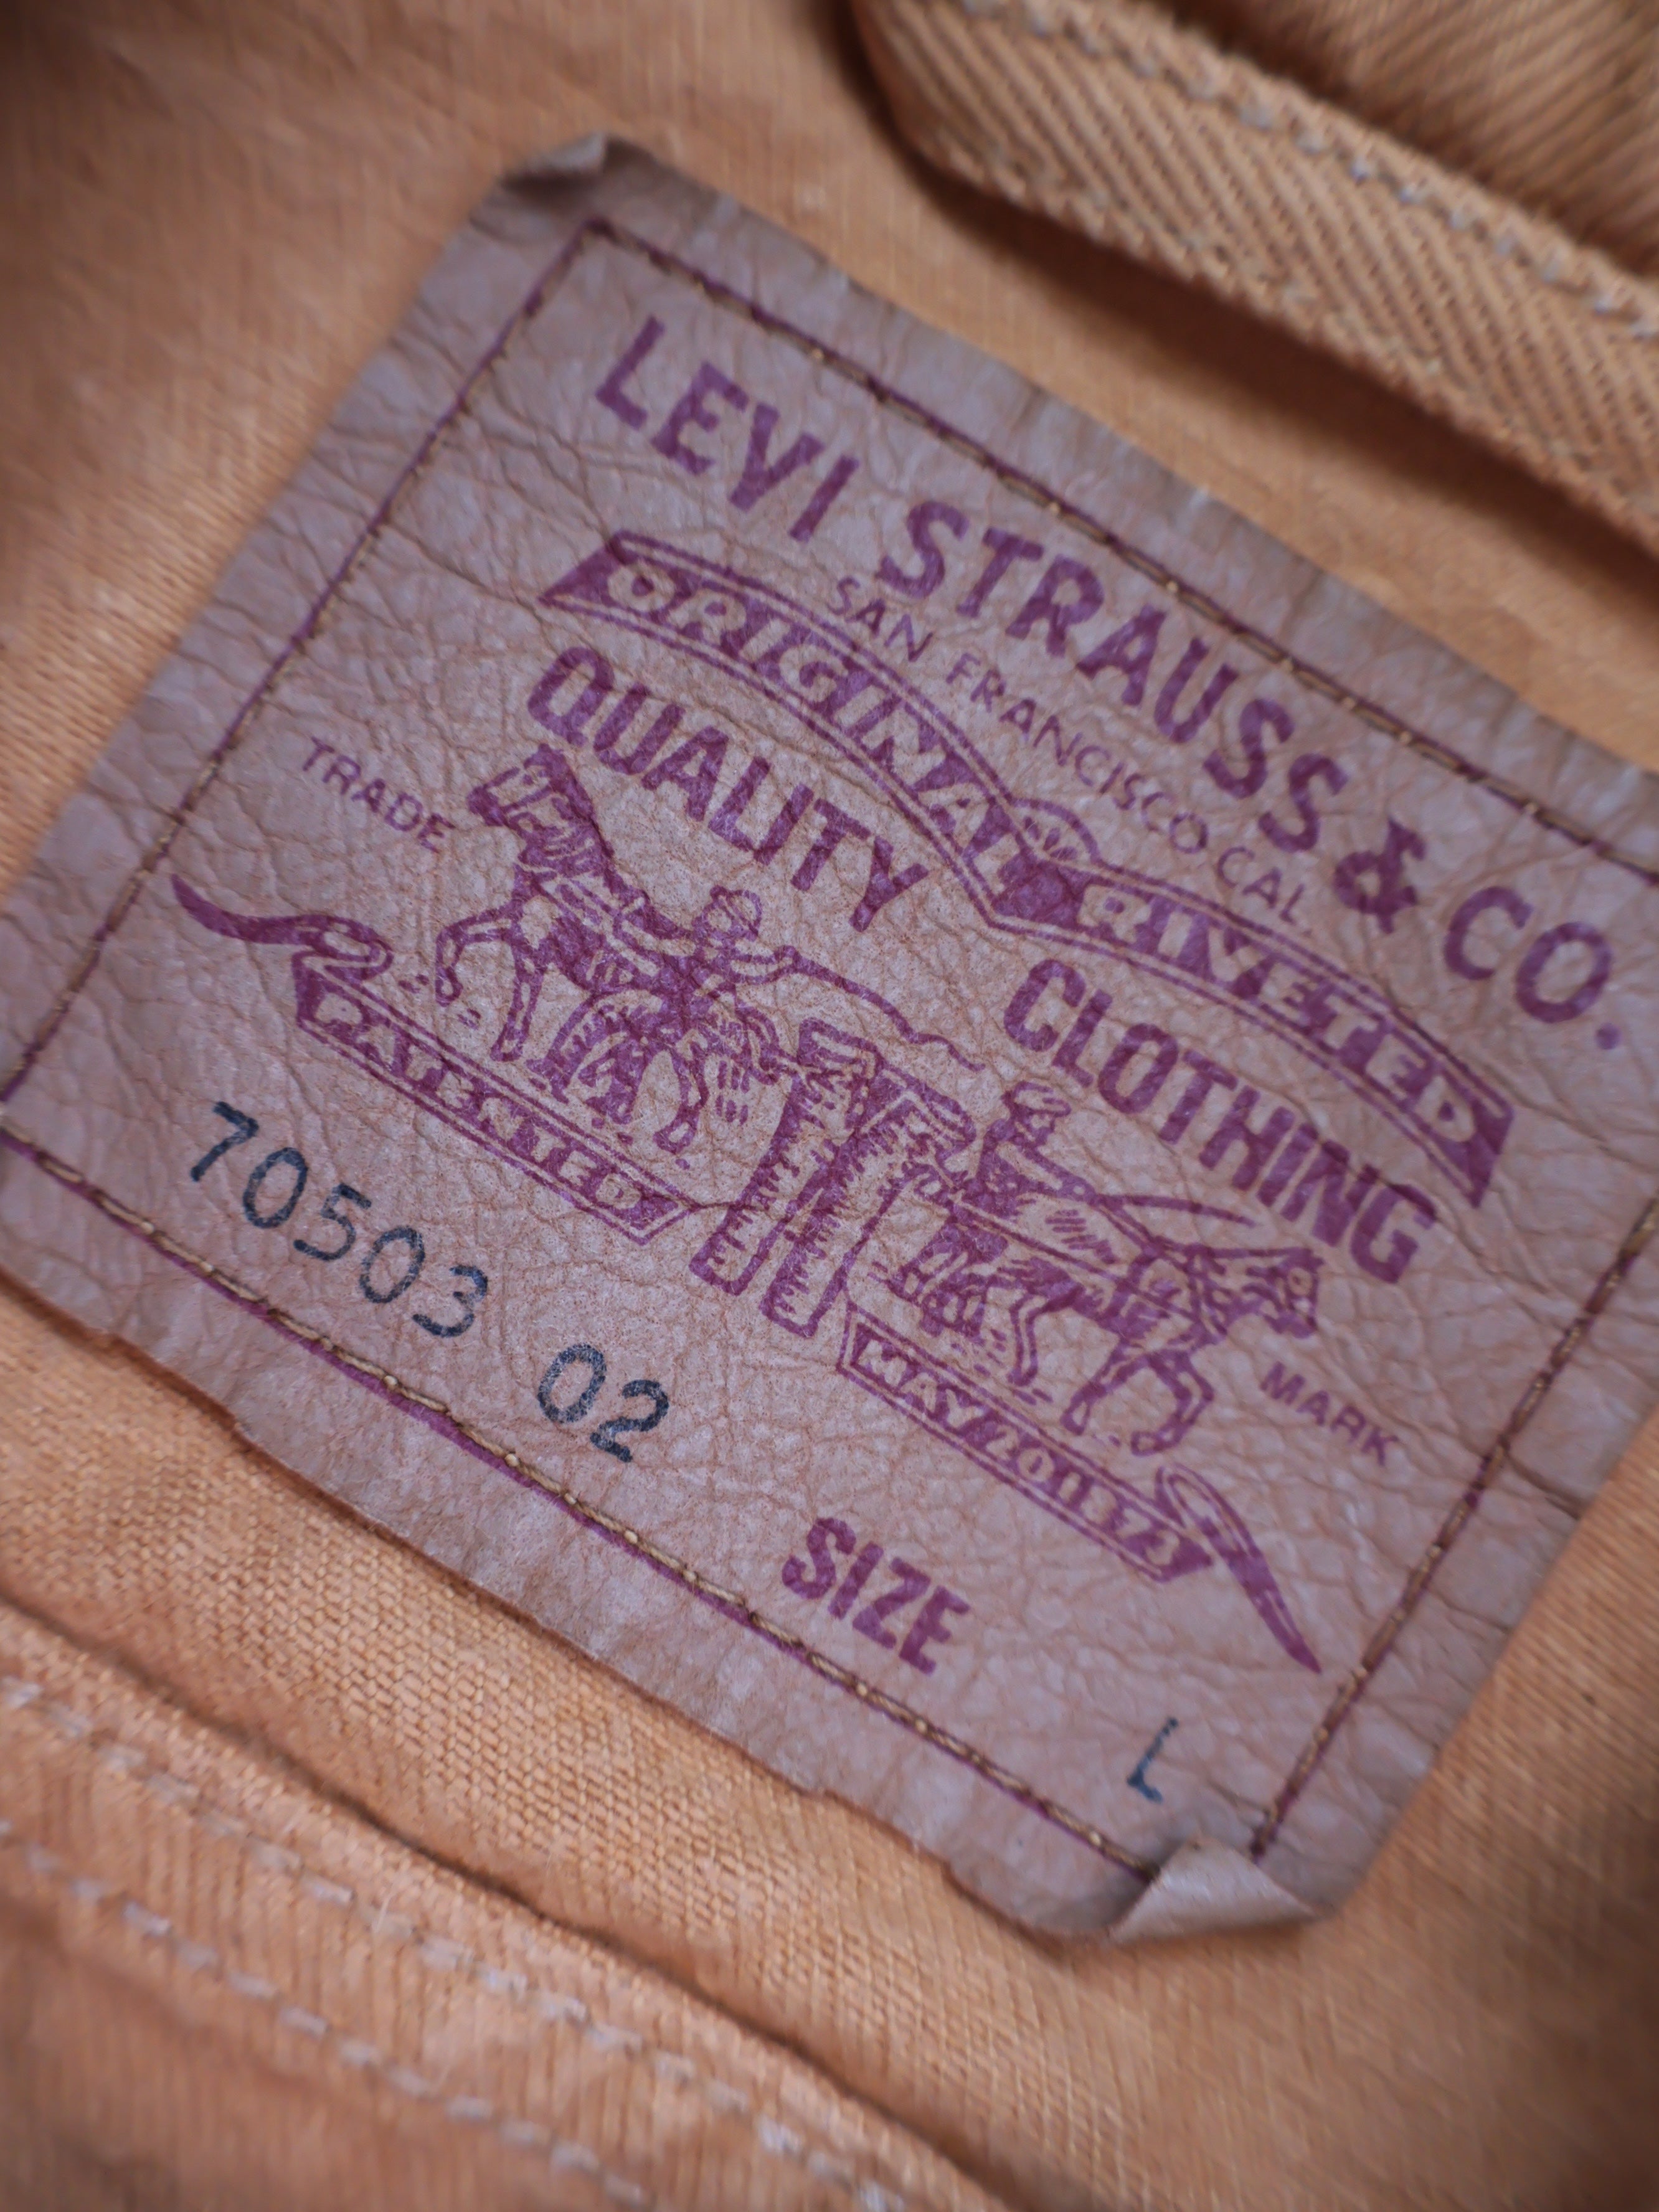 LEVI STRAUSS & CO.
SAN FRANCISCO CAL
ORIGINAL RIVETED
QUALITY CLOTHING
TRADE MARK
PATENTED MAY 20 1873
70503 02 SIZE L